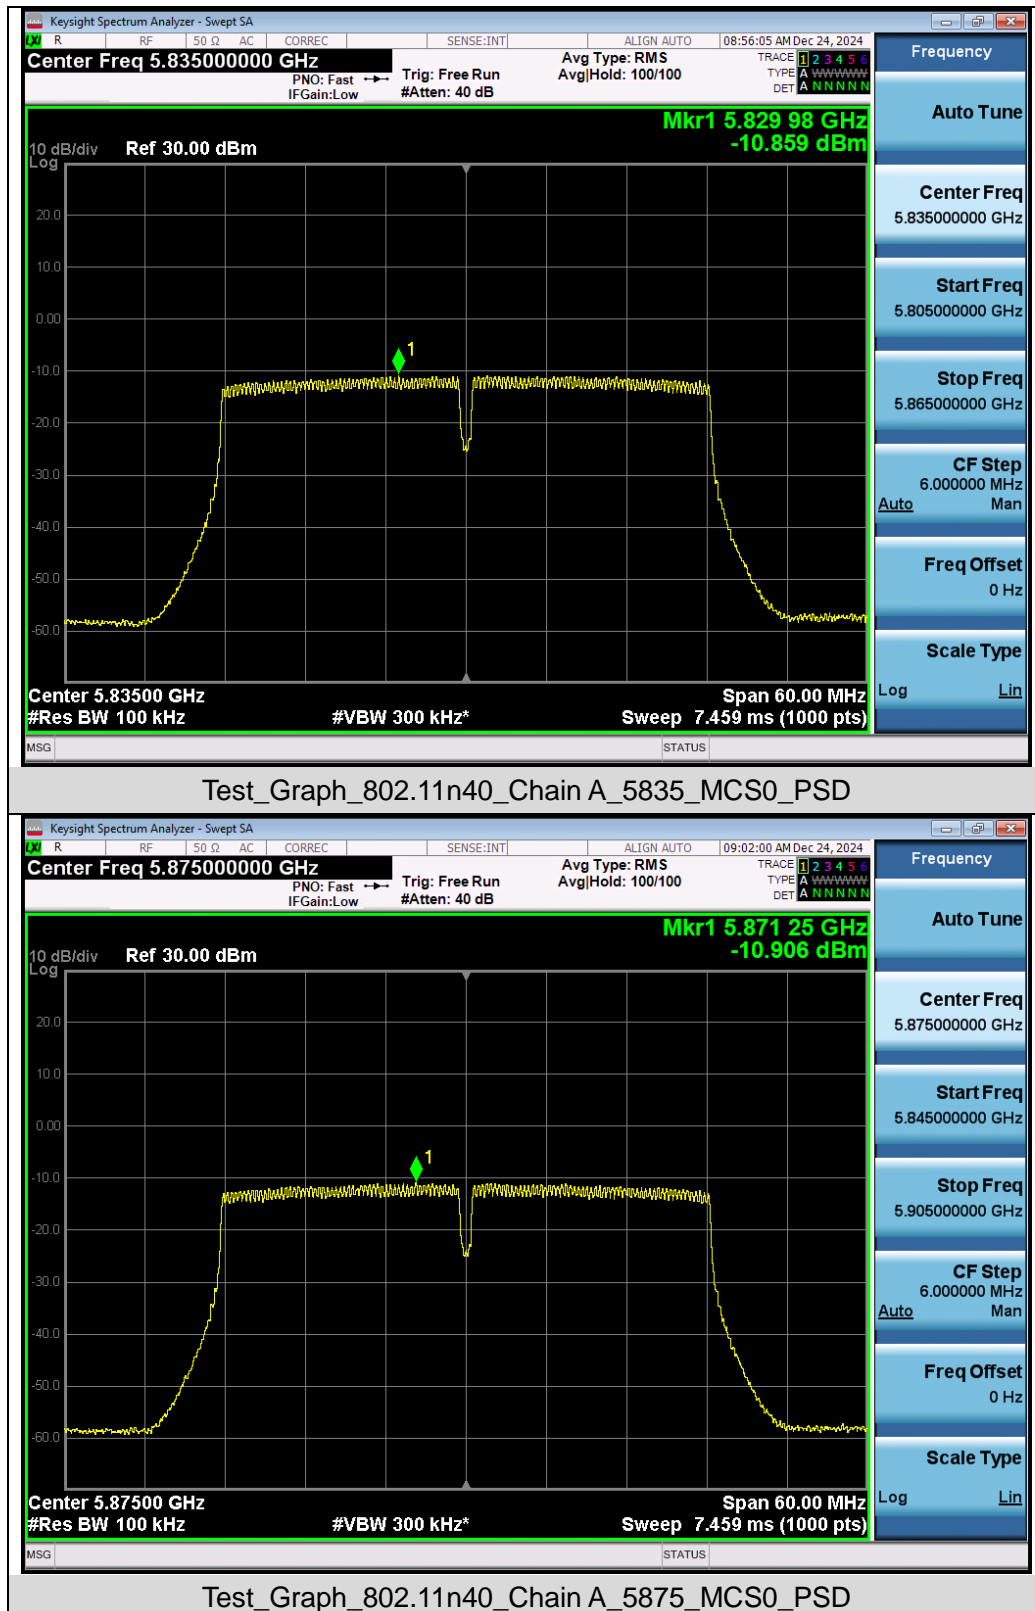 Keysight Spectrum Analyzer - Swept SA
LXI R RF 50 Ω AC CORREC SENSE:INT ALIGN AUTO 08:56:05 AM Dec 24, 2024
Center Freq 5.835000000 GHz
PNO: Fast
IFGain:Low
Trig: Free Run
#Atten: 40 dB
Avg Type: RMS
Avg|Hold: 100/100
TRACE 1 2 3 4 5 6
TYPE A WWWWW
DET A N N N N N
Mkr1 5.829 98 GHz
-10.859 dBm
10 dB/div Ref 30.00 dBm
Log
20.0
10.0
0.00
1
-10.0
-20.0
-30.0
-40.0
-50.0
-60.0
Center 5.83500 GHz Span 60.00 MHz
#Res BW 100 kHz #VBW 300 kHz* Sweep 7.459 ms (1000 pts)
MSG STATUS
Frequency
Auto Tune
Center Freq
5.835000000 GHz
Start Freq
5.805000000 GHz
Stop Freq
5.865000000 GHz
CF Step
6.000000 MHz
Auto Man
Freq Offset
0 Hz
Scale Type
Log Lin
Test_Graph_802.11n40_Chain A_5835_MCS0_PSD
Keysight Spectrum Analyzer - Swept SA
LXI R RF 50 Ω AC CORREC SENSE:INT ALIGN AUTO 09:02:00 AM Dec 24, 2024
Center Freq 5.875000000 GHz
PNO: Fast
IFGain:Low
Trig: Free Run
#Atten: 40 dB
Avg Type: RMS
Avg|Hold: 100/100
TRACE 1 2 3 4 5 6
TYPE A WWWWW
DET A N N N N N
Mkr1 5.871 25 GHz
-10.906 dBm
10 dB/div Ref 30.00 dBm
Log
20.0
10.0
0.00
1
-10.0
-20.0
-30.0
-40.0
-50.0
-60.0
Center 5.87500 GHz Span 60.00 MHz
#Res BW 100 kHz #VBW 300 kHz* Sweep 7.459 ms (1000 pts)
MSG STATUS
Frequency
Auto Tune
Center Freq
5.875000000 GHz
Start Freq
5.845000000 GHz
Stop Freq
5.905000000 GHz
CF Step
6.000000 MHz
Auto Man
Freq Offset
0 Hz
Scale Type
Log Lin
Test_Graph_802.11n40_Chain A_5875_MCS0_PSD